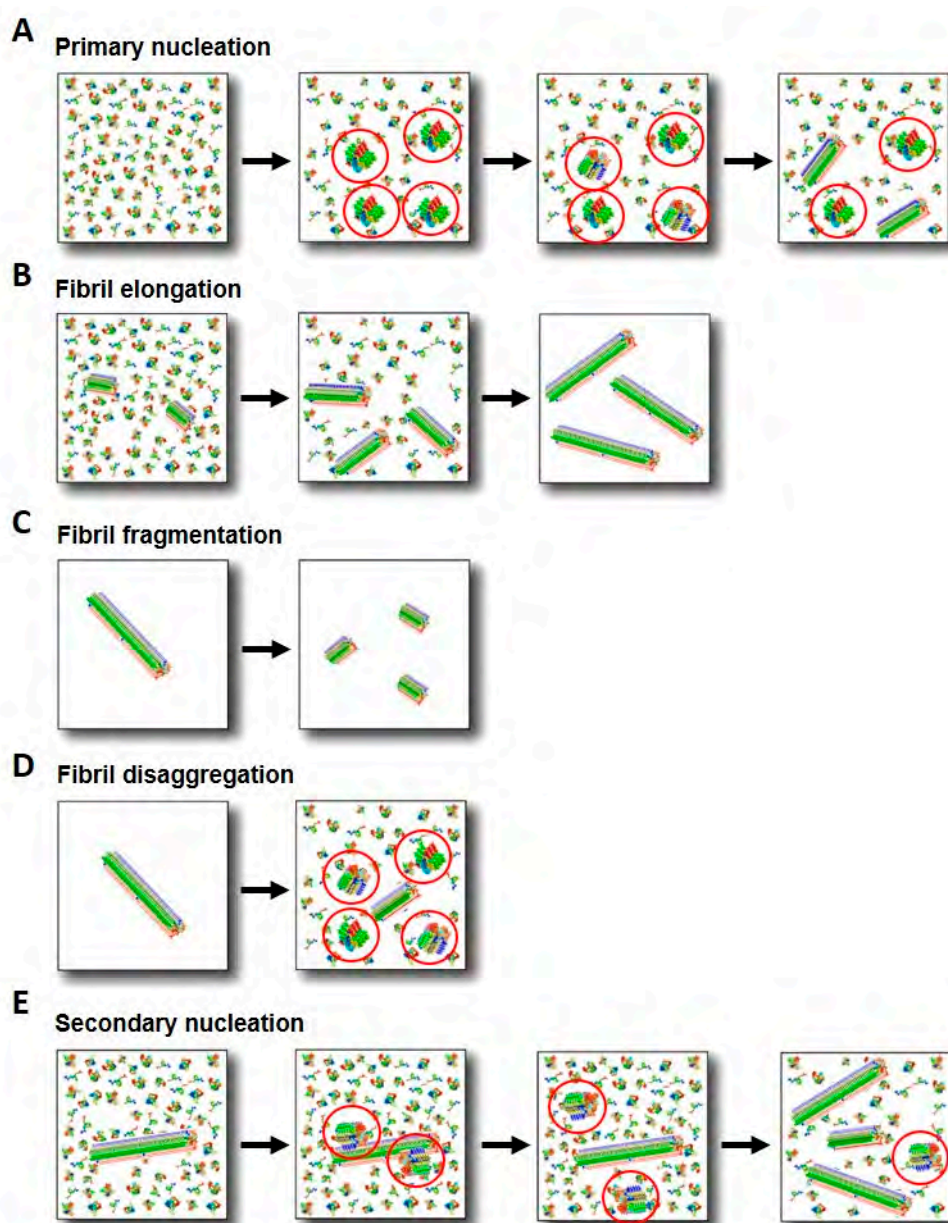 A
Primary nucleation
B
Fibril elongation
C
Fibril fragmentation
D
Fibril disaggregation
E
Secondary nucleation